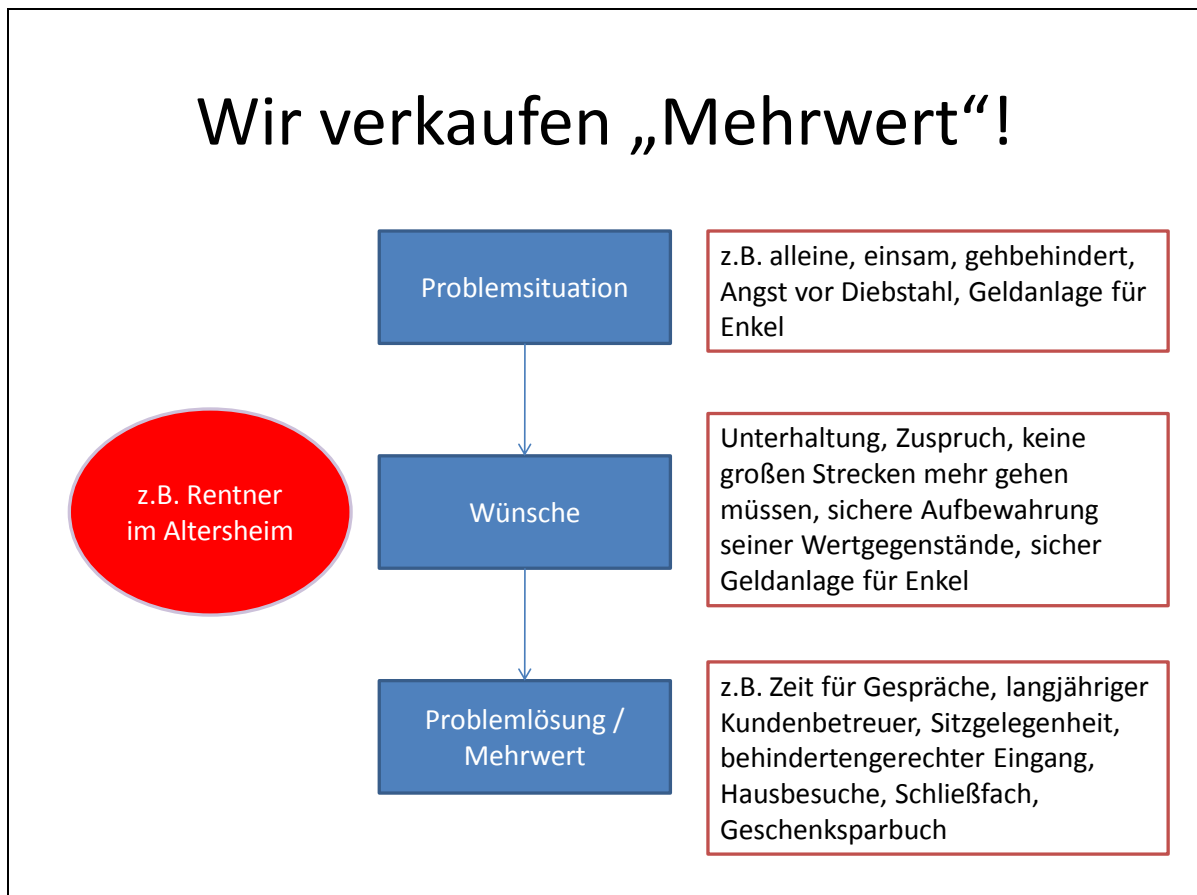 Wir verkaufen „Mehrwert“!
Problemsituation
z.B. alleine, einsam, gehbehindert,
Angst vor Diebstahl, Geldanlage für
Enkel
z.B. Rentner
im Altersheim
Wünsche
Unterhaltung, Zuspruch, keine
großen Strecken mehr gehen
müssen, sichere Aufbewahrung
seiner Wertgegenstände, sicher
Geldanlage für Enkel
Problemlösung /
Mehrwert
z.B. Zeit für Gespräche, langjähriger
Kundenbetreuer, Sitzgelegenheit,
behindertengerechter Eingang,
Hausbesuche, Schließfach,
Geschenksparbuch